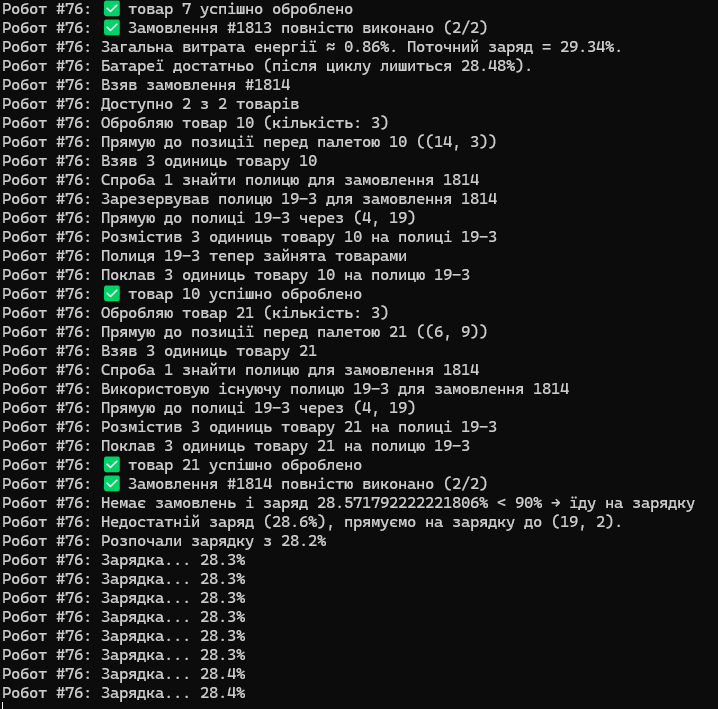 Робот #76: ✅ товар 7 успішно оброблено
Робот #76: ✅ Замовлення #1813 повністю виконано (2/2)
Робот #76: Загальна витрата енергії ≈ 0.86%. Поточний заряд = 29.34%.
Робот #76: Батареї достатньо (після циклу лишиться 28.48%).
Робот #76: Взяв замовлення #1814
Робот #76: Доступно 2 з 2 товарів
Робот #76: Обробляю товар 10 (кількість: 3)
Робот #76: Прямую до позиції перед палетою 10 ((14, 3))
Робот #76: Взяв 3 одиниць товару 10
Робот #76: Спроба 1 знайти полицю для замовлення 1814
Робот #76: Зарезервував полицю 19-3 для замовлення 1814
Робот #76: Прямую до полиці 19-3 через (4, 19)
Робот #76: Розмістив 3 одиниць товару 10 на полиці 19-3
Робот #76: Полиця 19-3 тепер зайнята товарами
Робот #76: Поклав 3 одиниць товару 10 на полицю 19-3
Робот #76: ✅ товар 10 успішно оброблено
Робот #76: Обробляю товар 21 (кількість: 3)
Робот #76: Прямую до позиції перед палетою 21 ((6, 9))
Робот #76: Взяв 3 одиниць товару 21
Робот #76: Спроба 1 знайти полицю для замовлення 1814
Робот #76: Використовую існуючу полицю 19-3 для замовлення 1814
Робот #76: Прямую до полиці 19-3 через (4, 19)
Робот #76: Розмістив 3 одиниць товару 21 на полиці 19-3
Робот #76: Поклав 3 одиниць товару 21 на полицю 19-3
Робот #76: ✅ товар 21 успішно оброблено
Робот #76: ✅ Замовлення #1814 повністю виконано (2/2)
Робот #76: Немає замовлень і заряд 28.571792222221806% < 90% → їду на зарядку
Робот #76: Недостатній заряд (28.6%), прямуємо на зарядку до (19, 2).
Робот #76: Розпочали зарядку з 28.2%
Робот #76: Зарядка... 28.3%
Робот #76: Зарядка... 28.3%
Робот #76: Зарядка... 28.3%
Робот #76: Зарядка... 28.3%
Робот #76: Зарядка... 28.3%
Робот #76: Зарядка... 28.3%
Робот #76: Зарядка... 28.4%
Робот #76: Зарядка... 28.4%